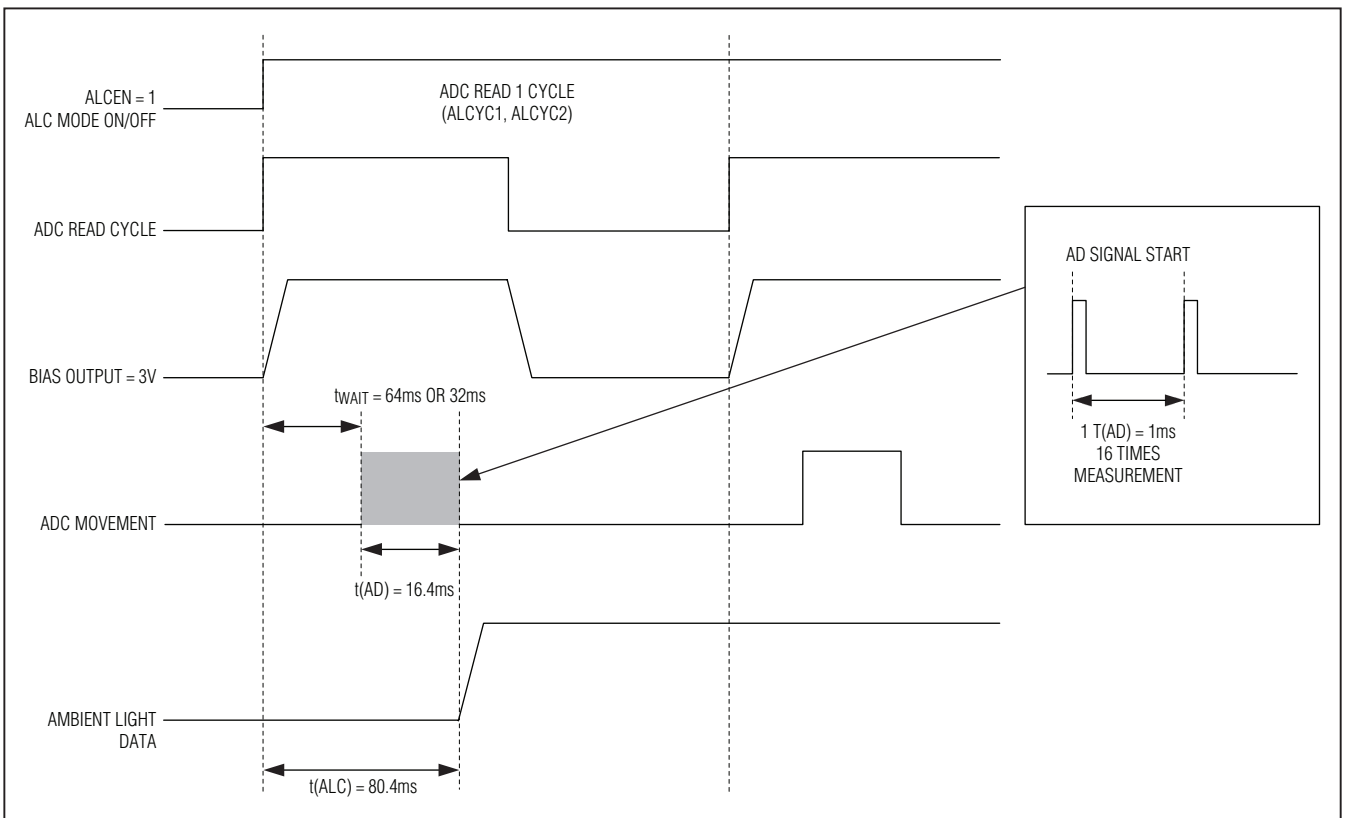 ALCEN = 1
ALC MODE ON/OFF
ADC READ 1 CYCLE
(ALCYC1, ALCYC2)
ADC READ CYCLE
BIAS OUTPUT = 3V
tWAIT = 64ms OR 32ms
ADC MOVEMENT
t(AD) = 16.4ms
AMBIENT LIGHT
DATA
t(ALC) = 80.4ms
AD SIGNAL START
1 T(AD) = 1ms
16 TIMES
MEASUREMENT